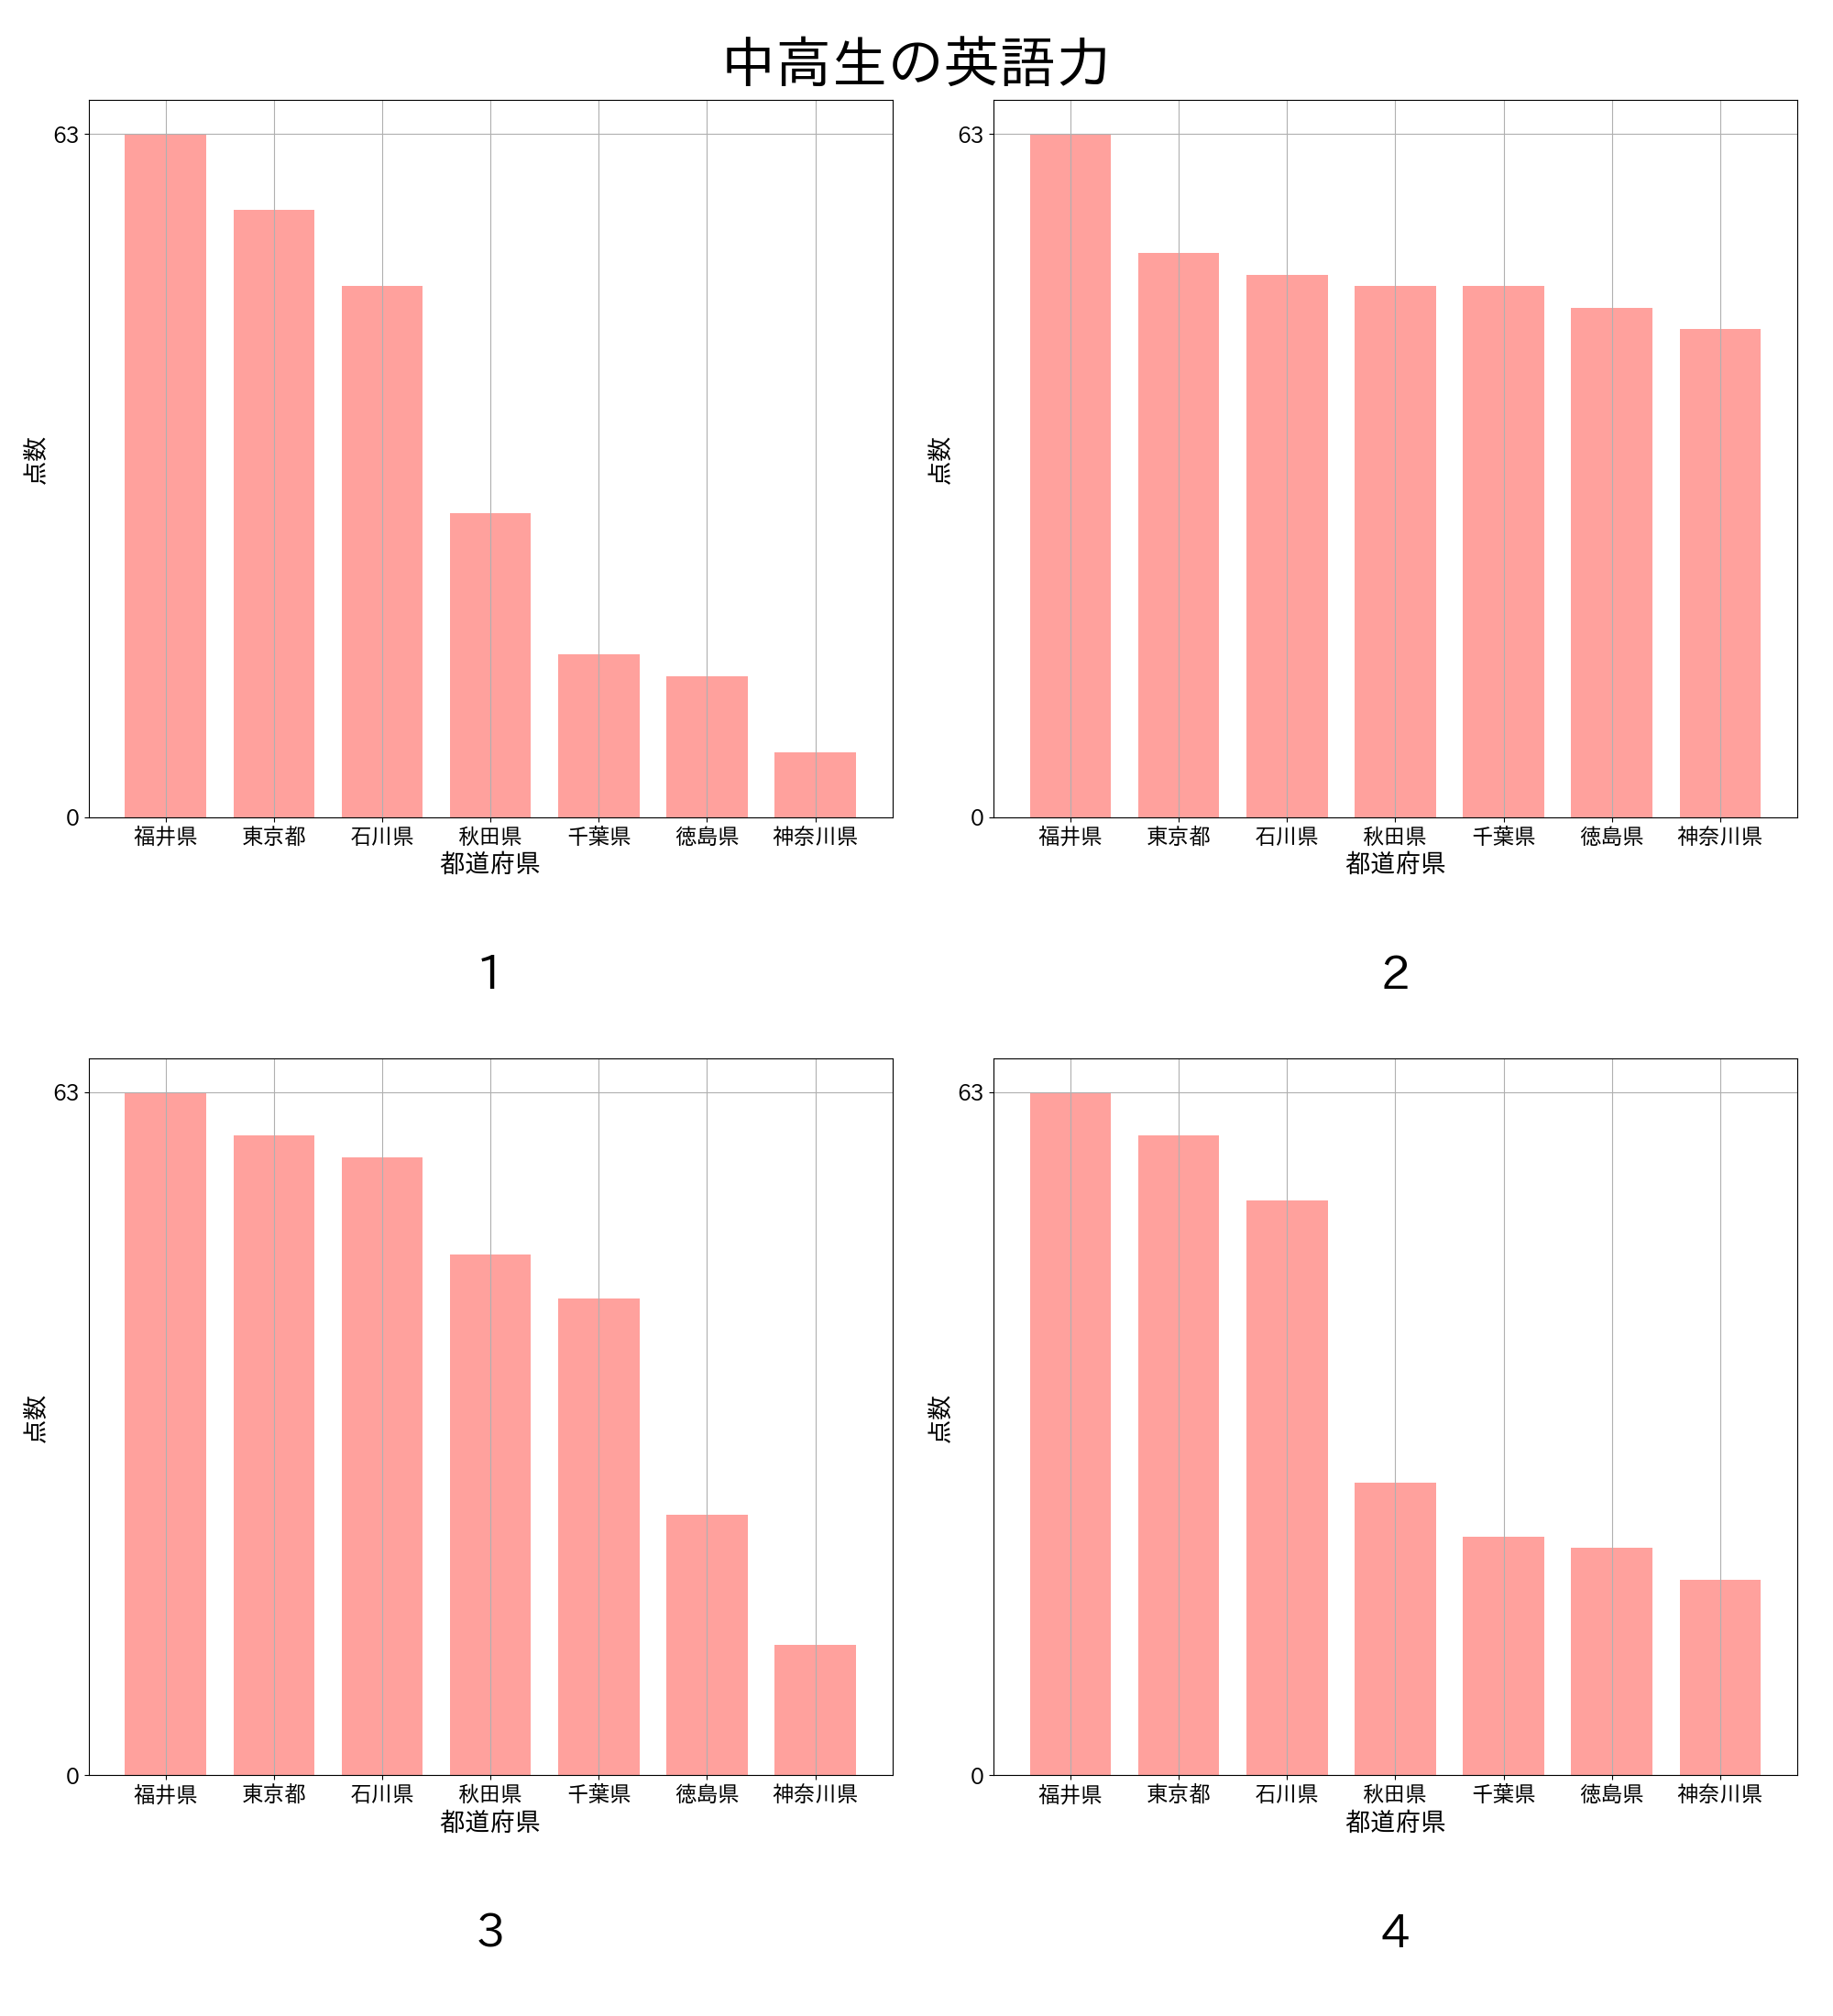 中高生の英語力
63
0
点数
福井県 東京都 石川県 秋田県 千葉県 徳島県 神奈川県
都道府県
1
63
0
点数
福井県 東京都 石川県 秋田県 千葉県 徳島県 神奈川県
都道府県
2
63
0
点数
福井県 東京都 石川県 秋田県 千葉県 徳島県 神奈川県
都道府県
3
63
0
点数
福井県 東京都 石川県 秋田県 千葉県 徳島県 神奈川県
都道府県
4